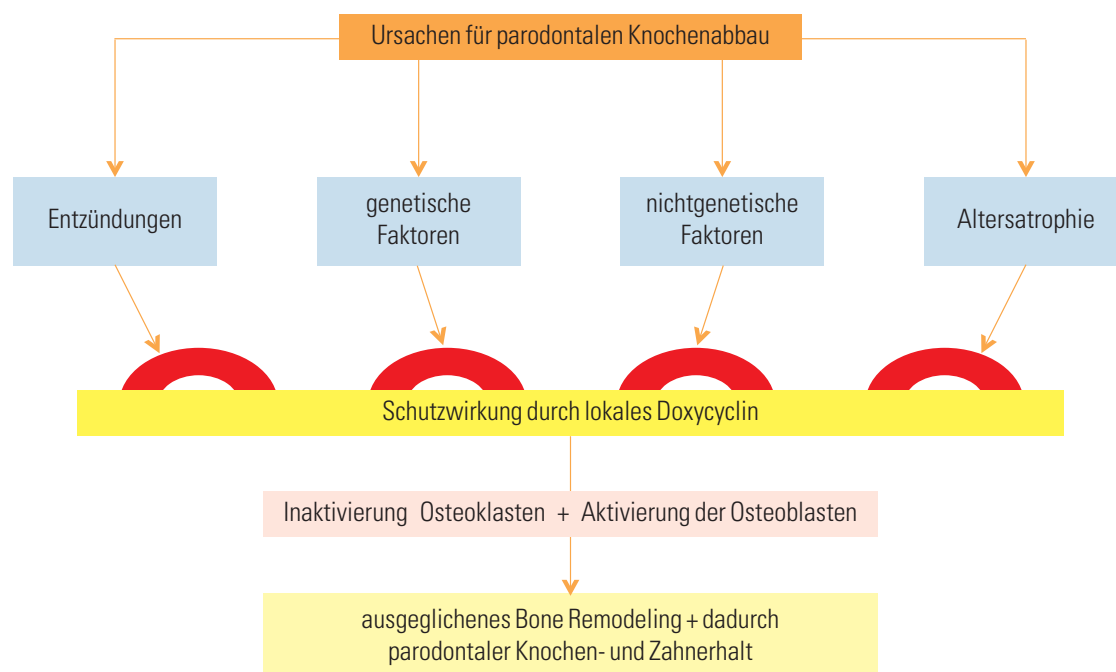 Ursachen für parodontalen Knochenabbau
Entzündungen
genetische
Faktoren
nichtgenetische
Faktoren
Altersatrophie
Schutzwirkung durch lokales Doxycyclin
Inaktivierung Osteoklasten + Aktivierung der Osteoblasten
ausgeglichenes Bone Remodeling + dadurch
parodontaler Knochen- und Zahnerhalt